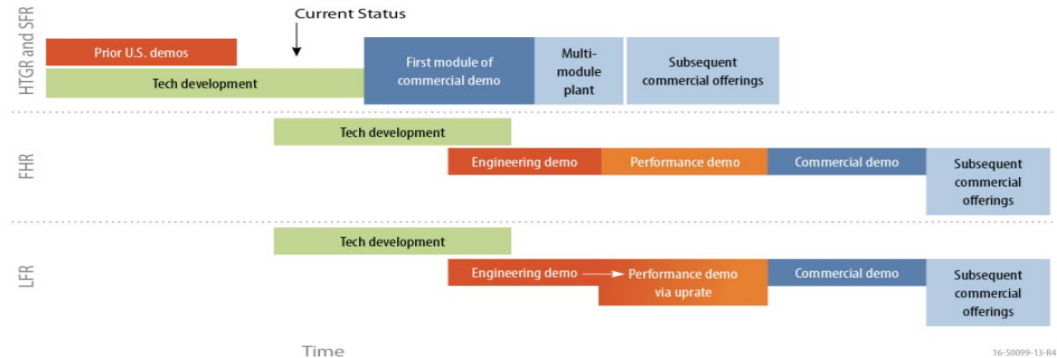 Current Status
HTGR and SFR
Prior U.S. demos
Tech development
First module of
commercial demo
Multi-
module
plant
Subsequent
commercial offerings
FHR
Tech development
Engineering demo
Performance demo
Commercial demo
Subsequent
commercial
offerings
LFR
Tech development
Engineering demo
Performance demo
via uprate
Commercial demo
Subsequent
commercial
offerings
Time
16-50099-13-R4